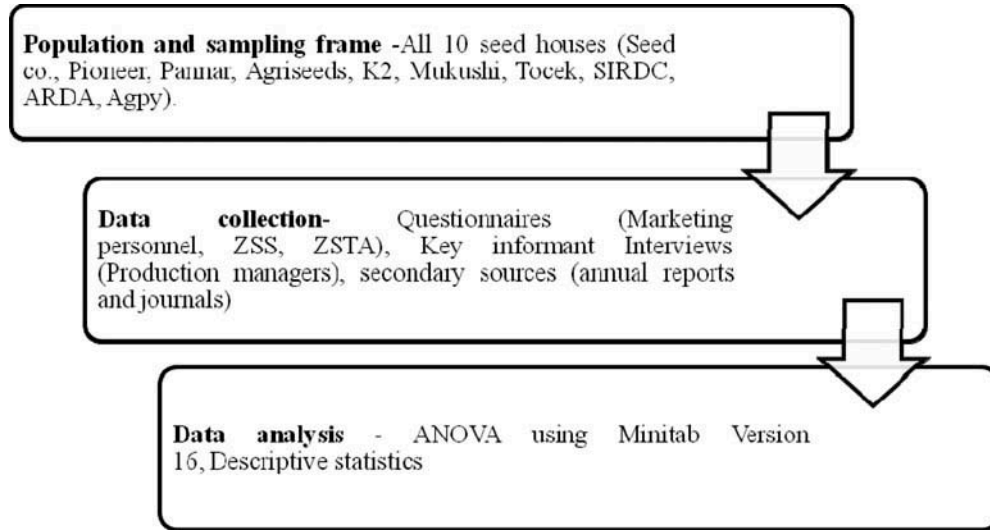 Population and sampling frame -All 10 seed houses (Seed
co., Pioneer, Pannar, Agriseeds, K2, Mukushi, Tocek, SIRDC,
ARDA, Agpy).
Data collection- Questionnaires (Marketing
personnel, ZSS, ZSTA), Key informant Interviews
(Production managers), secondary sources (annual reports
and journals)
Data analysis - ANOVA using Minitab Version
16, Descriptive statistics